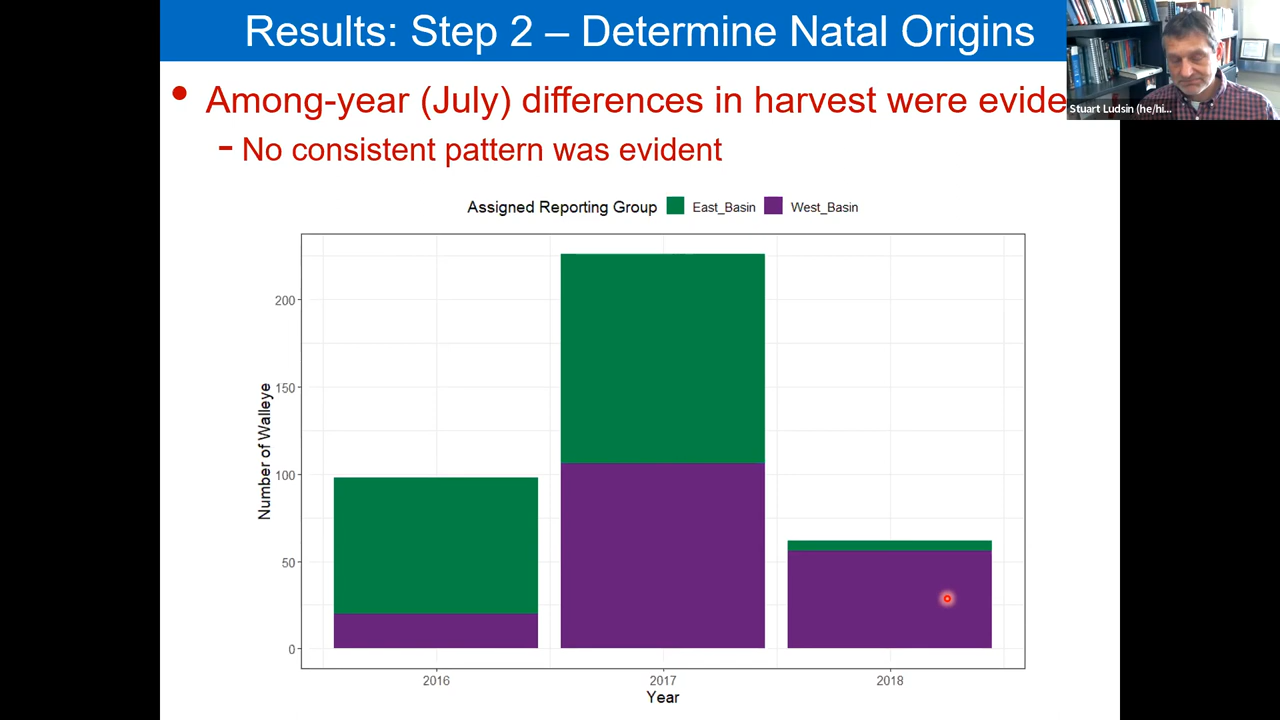 Results: Step 2 – Determine Natal Origins
• Among-year (July) differences in harvest were evide
- No consistent pattern was evident
Stuart Ludsin (he/hi...
Assigned Reporting Group East_Basin West_Basin
Number of Walleye
200
150
100
50
0
2016 2017 2018
Year